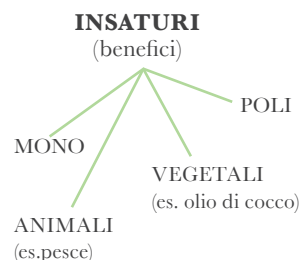 INSATURI
(benefici)
POLI
MONO
VEGETALI
(es. olio di cocco)
ANIMALI
(es.pesce)